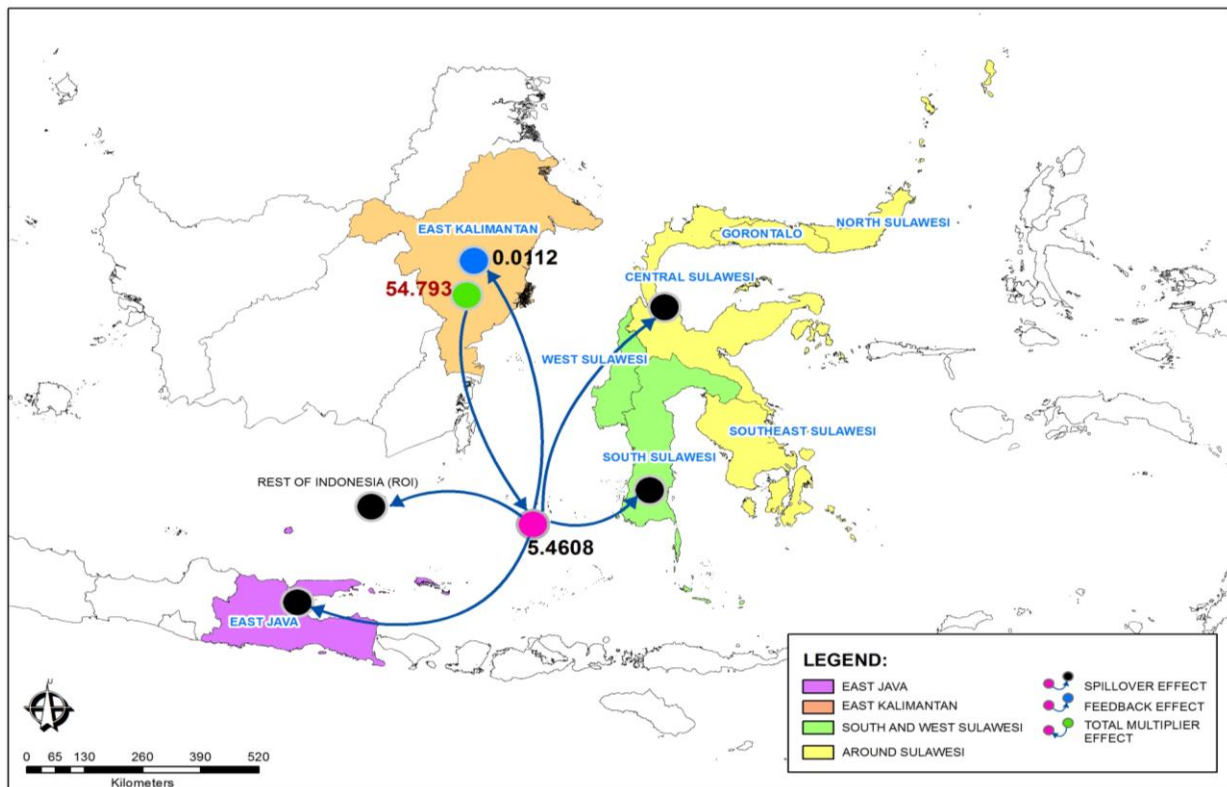 EAST KALIMANTAN
0.0112
54.793
NORTH SULAWESI
GORONTALO
CENTRAL SULAWESI
WEST SULAWESI
SOUTHEAST SULAWESI
SOUTH SULAWESI
REST OF INDONESIA (ROI)
5.4608
EAST JAVA
LEGEND:
EAST JAVA
EAST KALIMANTAN
SOUTH AND WEST SULAWESI
AROUND SULAWESI
SPILLOVER EFFECT
FEEDBACK EFFECT
TOTAL MULTIPLIER
EFFECT
0 65 130 260 390 520
Kilometers